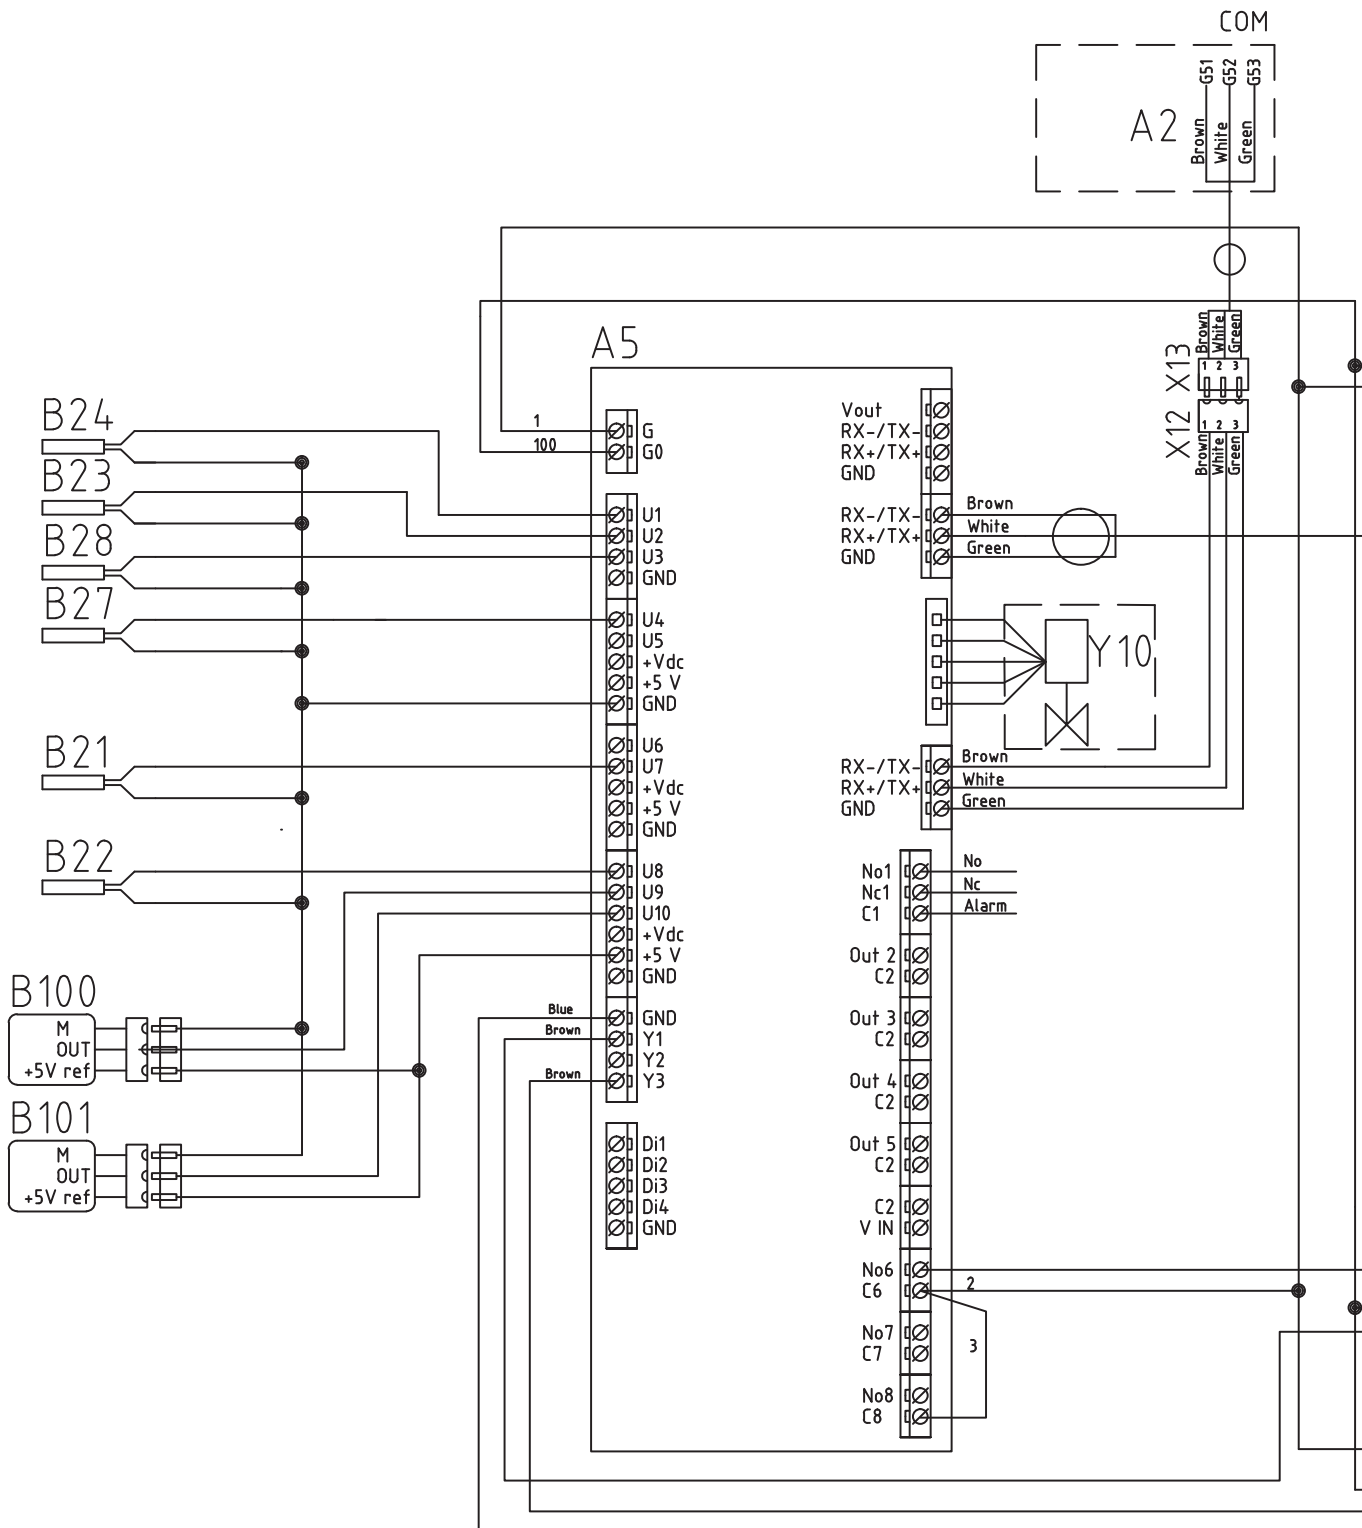 COM
G51
G52
G53
A2
Brown
White
Green
Brown
White
Green
X13
1 2 3
X12
1 2 3
Brown
White
Green
A5
B24
B23
B28
B27
B21
B22
B100
M
OUT
+5V ref
B101
M
OUT
+5V ref
1
100
G
G0
U1
U2
U3
GND
U4
U5
+Vdc
+5 V
GND
U6
U7
+Vdc
+5 V
GND
U8
U9
U10
+Vdc
+5 V
GND
Blue
GND
Brown
Y1
Y2
Brown
Y3
Di1
Di2
Di3
Di4
GND
Vout
RX-/TX-
RX+/TX+
GND
RX-/TX-
RX+/TX+
GND
Brown
White
Green
Y10
RX-/TX-
RX+/TX+
GND
Brown
White
Green
No1
Nc1
C1
No
Nc
Alarm
Out 2
C2
Out 3
C2
Out 4
C2
Out 5
C2
C2
V IN
No6
C6
2
No7
C7
3
No8
C8